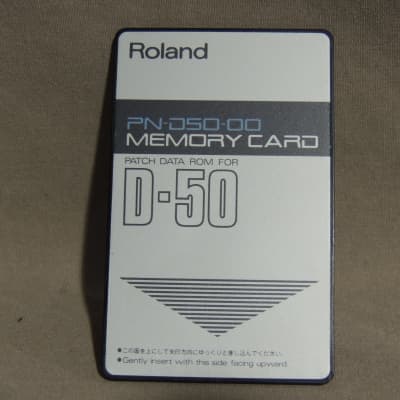 Roland
PN-D50-00
MEMORY CARD
PATCH DATA ROM FOR
D-50
●この面を上にして矢印方向にゆっくりと差し込んでください。
●Gently insert with this side facing upward.